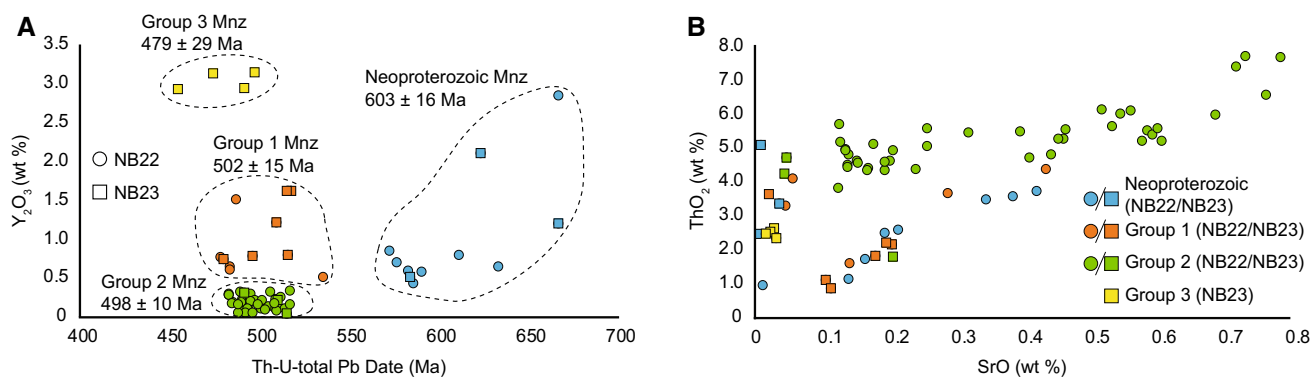 A
Group 3 Mnz
479 ± 29 Ma
Neoproterozoic Mnz
603 ± 16 Ma
Group 1 Mnz
502 ± 15 Ma
NB22
NB23
Group 2 Mnz
498 ± 10 Ma
Y₂O₃ (wt %)
3.5
3.0
2.5
2.0
1.5
1.0
0.5
0
400
450
500
550
600
650
700
Th-U-total Pb Date (Ma)
B
ThO₂ (wt %)
8.0
7.0
6.0
5.0
4.0
3.0
2.0
1.0
0
0
0.1
0.2
0.3
0.4
0.5
0.6
0.7
0.8
SrO (wt %)
/ Neoproterozoic
(NB22/NB23)
/ Group 1 (NB22/NB23)
/ Group 2 (NB22/NB23)
Group 3 (NB23)